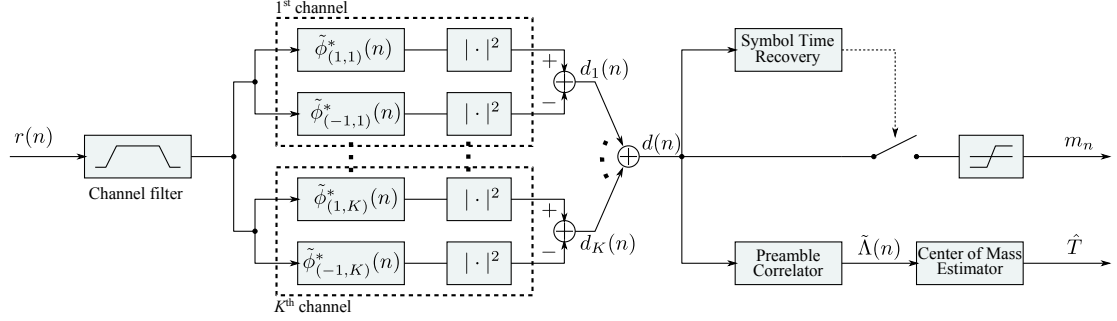 1st channel
ϕ̃*(1,1)(n)
| · |²
+
d₁(n)
ϕ̃*(−1,1)(n)
| · |²
−
Symbol Time
Recovery
r(n)
Channel filter
d(n)
mₙ
ϕ̃*(1,K)(n)
| · |²
+
d_K(n)
ϕ̃*(−1,K)(n)
| · |²
−
Kth channel
Preamble
Correlator
Λ̃(n)
Center of Mass
Estimator
T̂